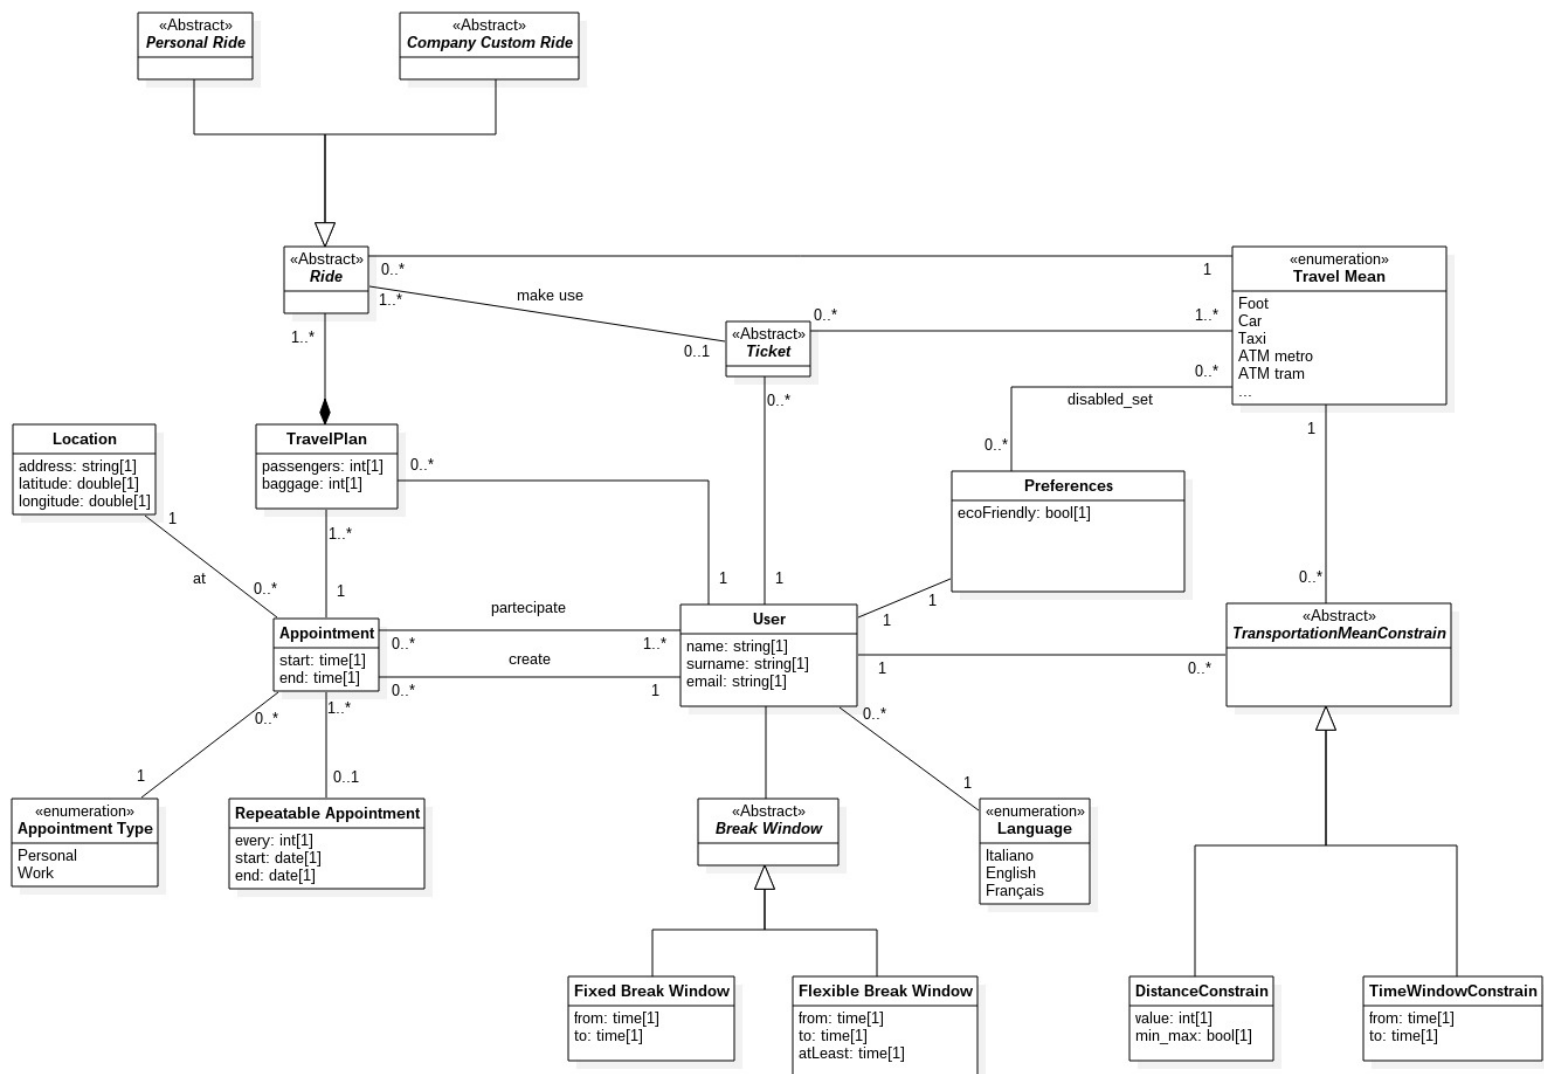 «Abstract»
Personal Ride
«Abstract»
Company Custom Ride
«Abstract»
Ride
0..*
1
1..*
make use
0..1
1..*
«enumeration»
Travel Mean
Foot
Car
Taxi
ATM metro
ATM tram
...
«Abstract»
Ticket
0..*
1..*
0..*
0..*
disabled_set
0..*
1
Location
address: string[1]
latitude: double[1]
longitude: double[1]
TravelPlan
passengers: int[1]
baggage: int[1]
0..*
Preferences
ecoFriendly: bool[1]
1
at
0..*
1..*
1
1
1
1
1
0..*
partecipate
0..*
1..*
create
0..*
1
Appointment
start: time[1]
end: time[1]
User
name: string[1]
surname: string[1]
email: string[1]
1
0..*
«Abstract»
TransportationMeanConstrain
0..*
1
1..*
0..1
0..*
1
«enumeration»
Appointment Type
Personal
Work
Repeatable Appointment
every: int[1]
start: date[1]
end: date[1]
«Abstract»
Break Window
«enumeration»
Language
Italiano
English
Français
Fixed Break Window
from: time[1]
to: time[1]
Flexible Break Window
from: time[1]
to: time[1]
atLeast: time[1]
DistanceConstrain
value: int[1]
min_max: bool[1]
TimeWindowConstrain
from: time[1]
to: time[1]